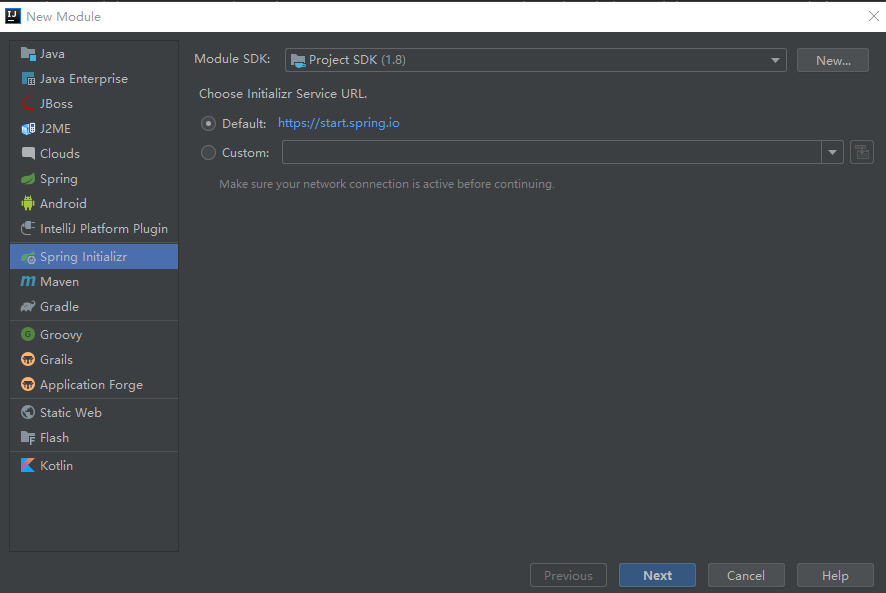 New Module
Java
Java Enterprise
JBoss
J2ME
Clouds
Spring
Android
IntelliJ Platform Plugin
Spring Initializr
Maven
Gradle
Groovy
Grails
Application Forge
Static Web
Flash
Kotlin
Module SDK: Project SDK (1.8) New...
Choose Initializr Service URL.
Default: https://start.spring.io
Custom:
Make sure your network connection is active before continuing.
Previous Next Cancel Help